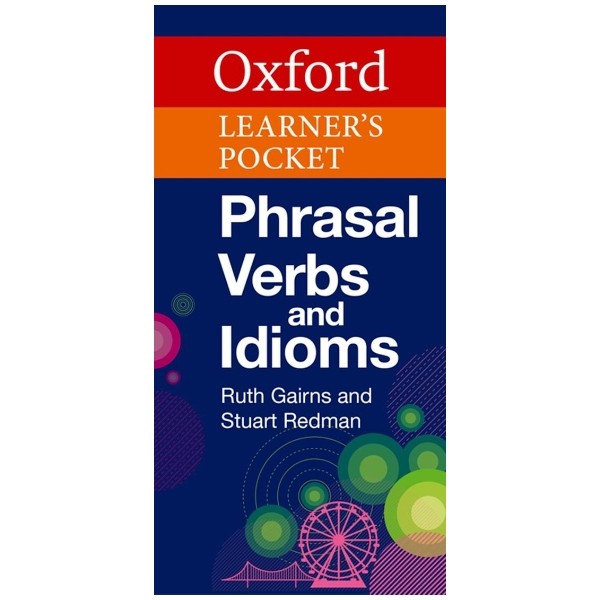 Oxford
LEARNER'S
POCKET
Phrasal
Verbs
and
Idioms
Ruth Gairns and
Stuart Redman